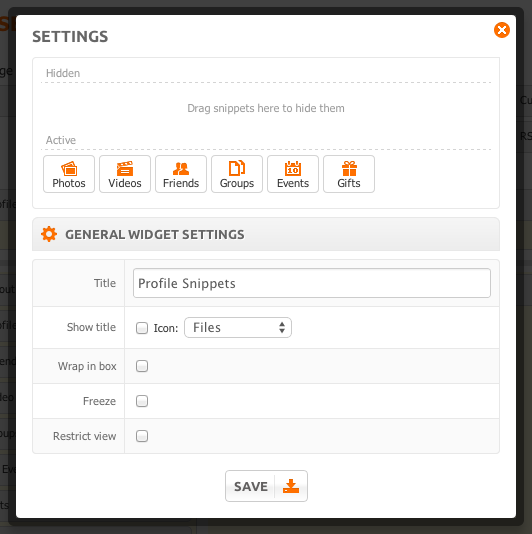 SETTINGS
Hidden
Drag snippets here to hide them
Active
Photos Videos Friends Groups Events Gifts
GENERAL WIDGET SETTINGS
Title Profile Snippets
Show title Icon: Files
Wrap in box
Freeze
Restrict view
SAVE